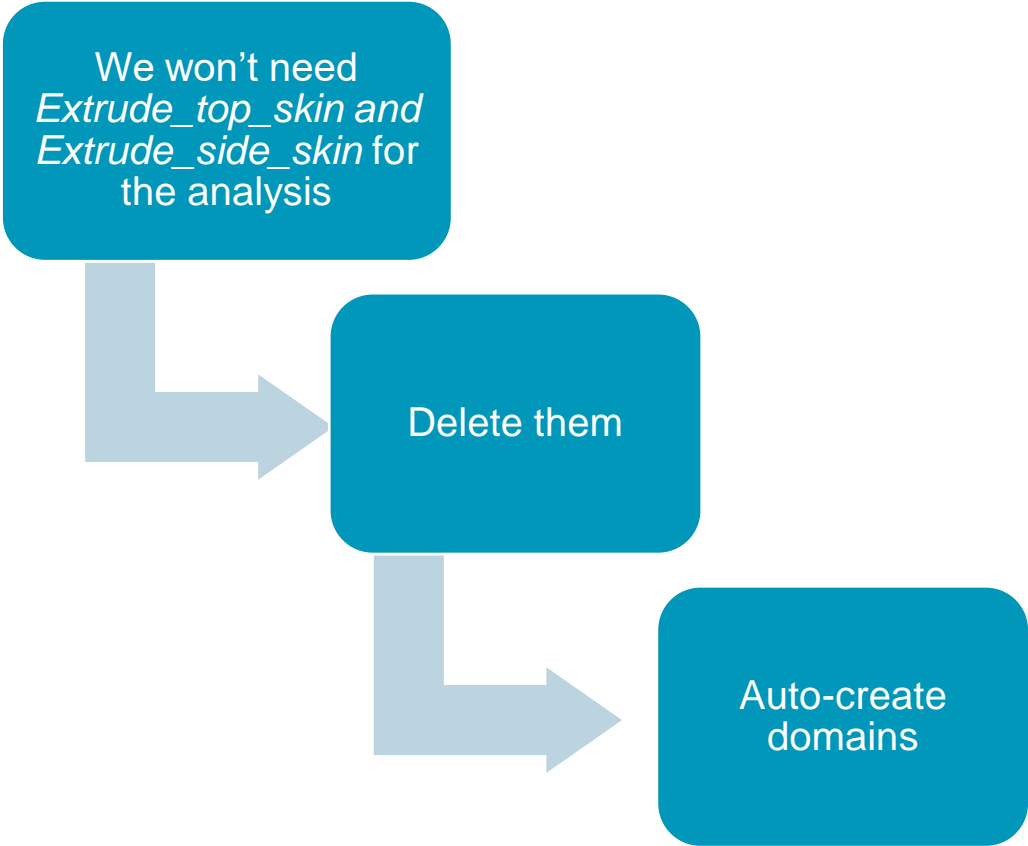 We won’t need
Extrude_top_skin and
Extrude_side_skin for
the analysis
Delete them
Auto-create
domains